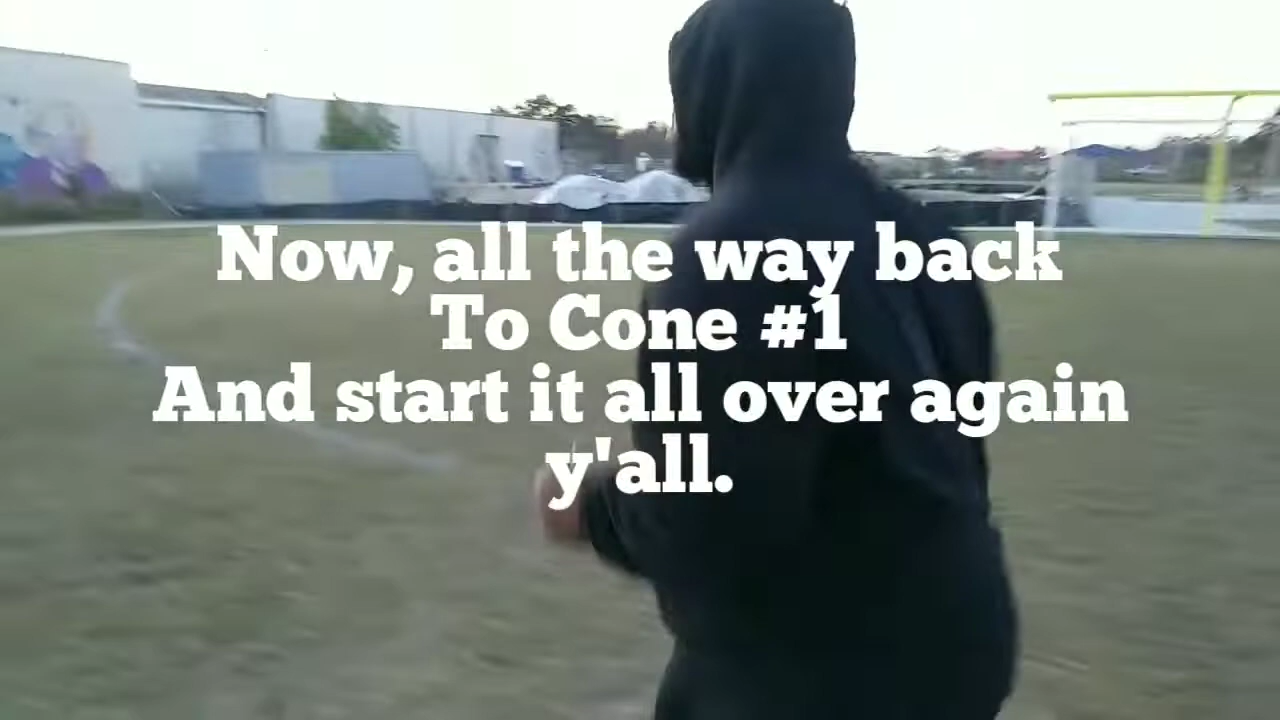 Now, all the way back
To Cone #1
And start it all over again
y'all.